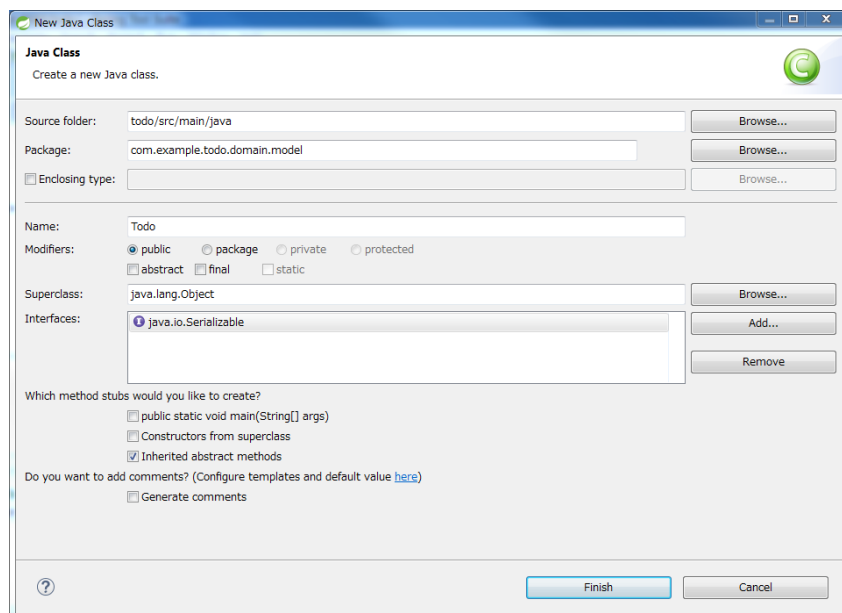 New Java Class
Java Class
Create a new Java class.
Source folder: todo/src/main/java Browse...
Package: com.example.todo.domain.model Browse...
Enclosing type: Browse...
Name: Todo
Modifiers: public package private protected
abstract final static
Superclass: java.lang.Object Browse...
Interfaces: java.io.Serializable Add...
Remove
Which method stubs would you like to create?
public static void main(String[] args)
Constructors from superclass
Inherited abstract methods
Do you want to add comments? (Configure templates and default value here)
Generate comments
? Finish Cancel